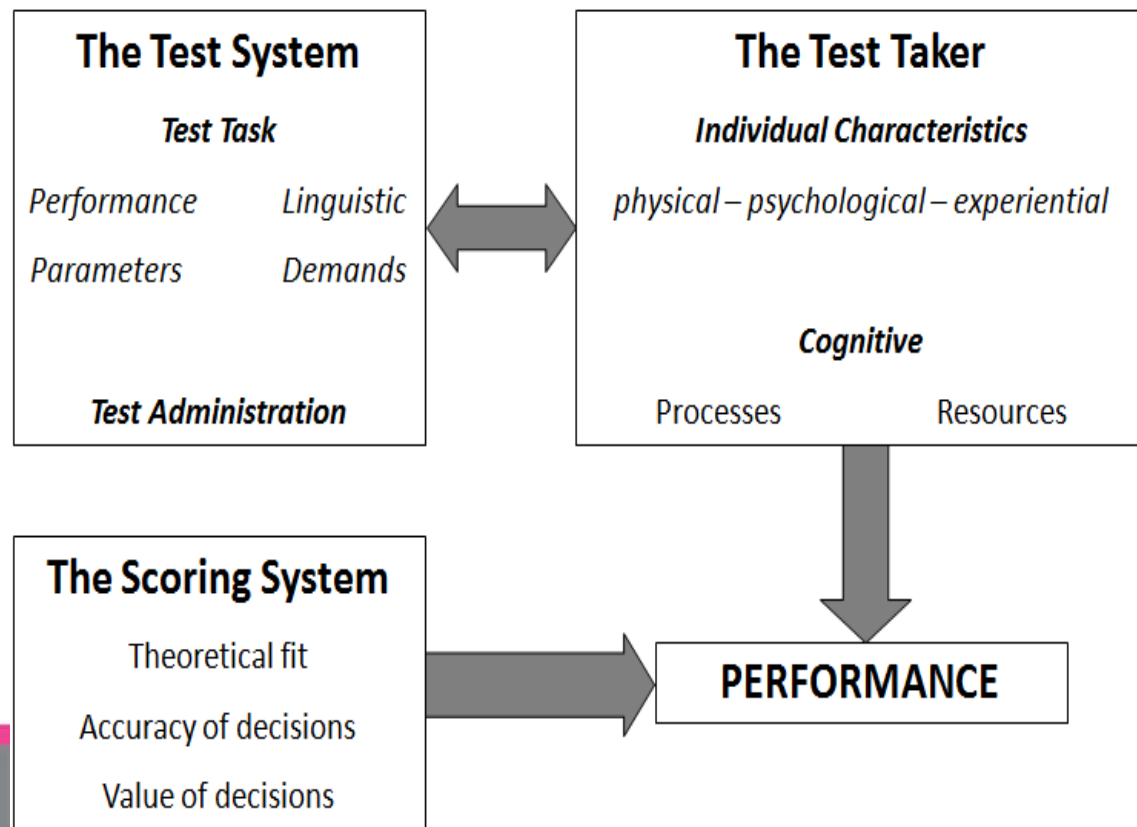 The Test System
Test Task
Performance Linguistic
Parameters Demands
Test Administration
The Test Taker
Individual Characteristics
physical – psychological – experiential
Cognitive
Processes Resources
The Scoring System
Theoretical fit
Accuracy of decisions
Value of decisions
PERFORMANCE